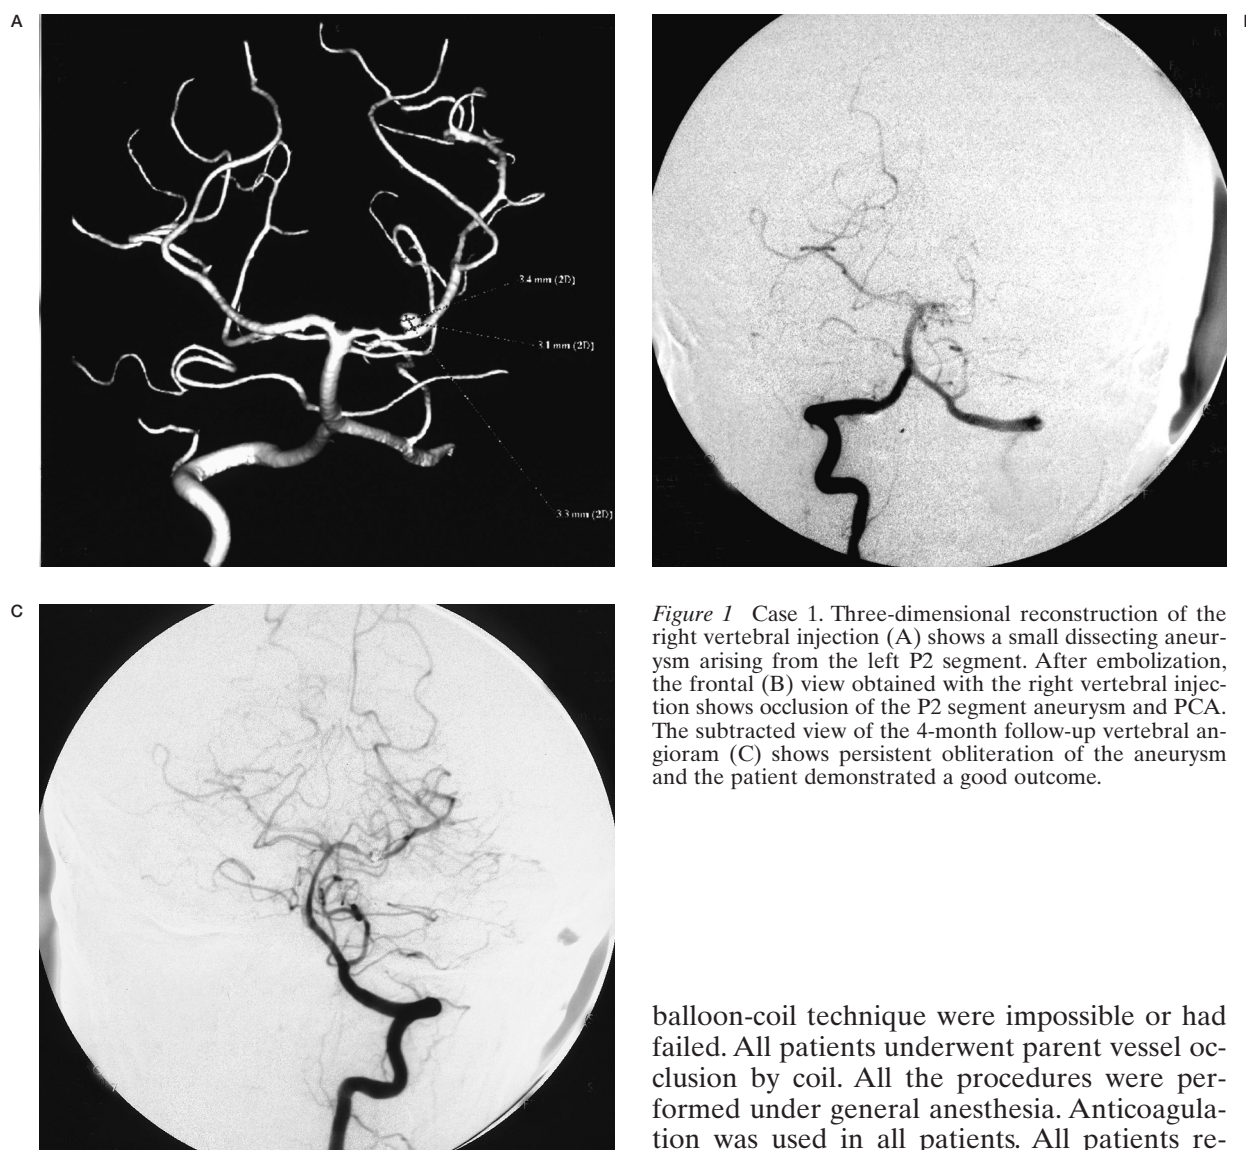 A
3.4 mm (2D)
3.1 mm (2D)
3.3 mm (2D)
C
Figure 1 Case 1. Three-dimensional reconstruction of the
right vertebral injection (A) shows a small dissecting aneur-
ysm arising from the left P2 segment. After embolization,
the frontal (B) view obtained with the right vertebral injec-
tion shows occlusion of the P2 segment aneurysm and PCA.
The subtracted view of the 4-month follow-up vertebral an-
gioram (C) shows persistent obliteration of the aneurysm
and the patient demonstrated a good outcome.
balloon-coil technique were impossible or had
failed. All patients underwent parent vessel oc-
clusion by coil. All the procedures were per-
formed under general anesthesia. Anticoagula-
tion was used in all patients. All patients re-